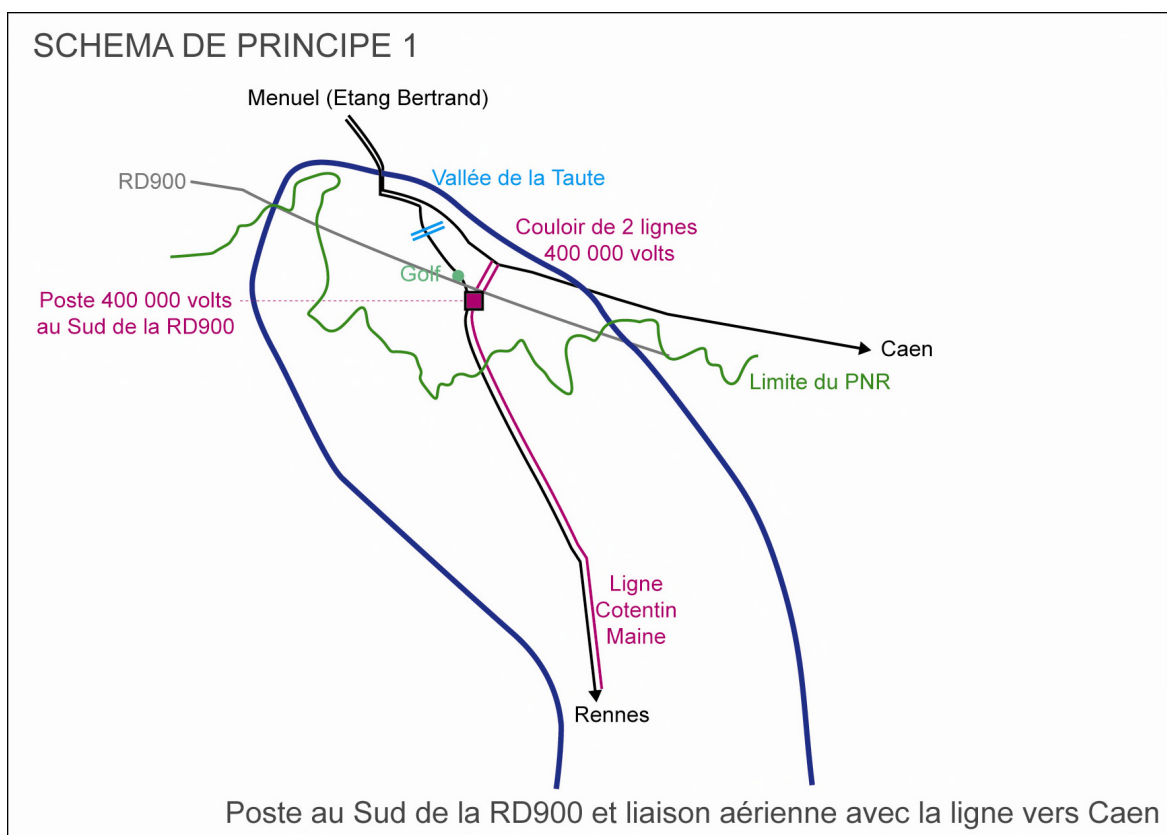 SCHEMA DE PRINCIPE 1
Menuel (Etang Bertrand)
RD900
Vallée de la Taute
Couloir de 2 lignes
400 000 volts
Golf
Poste 400 000 volts
au Sud de la RD900
Caen
Limite du PNR
Ligne
Cotentin
Maine
Rennes
Poste au Sud de la RD900 et liaison aérienne avec la ligne vers Caen